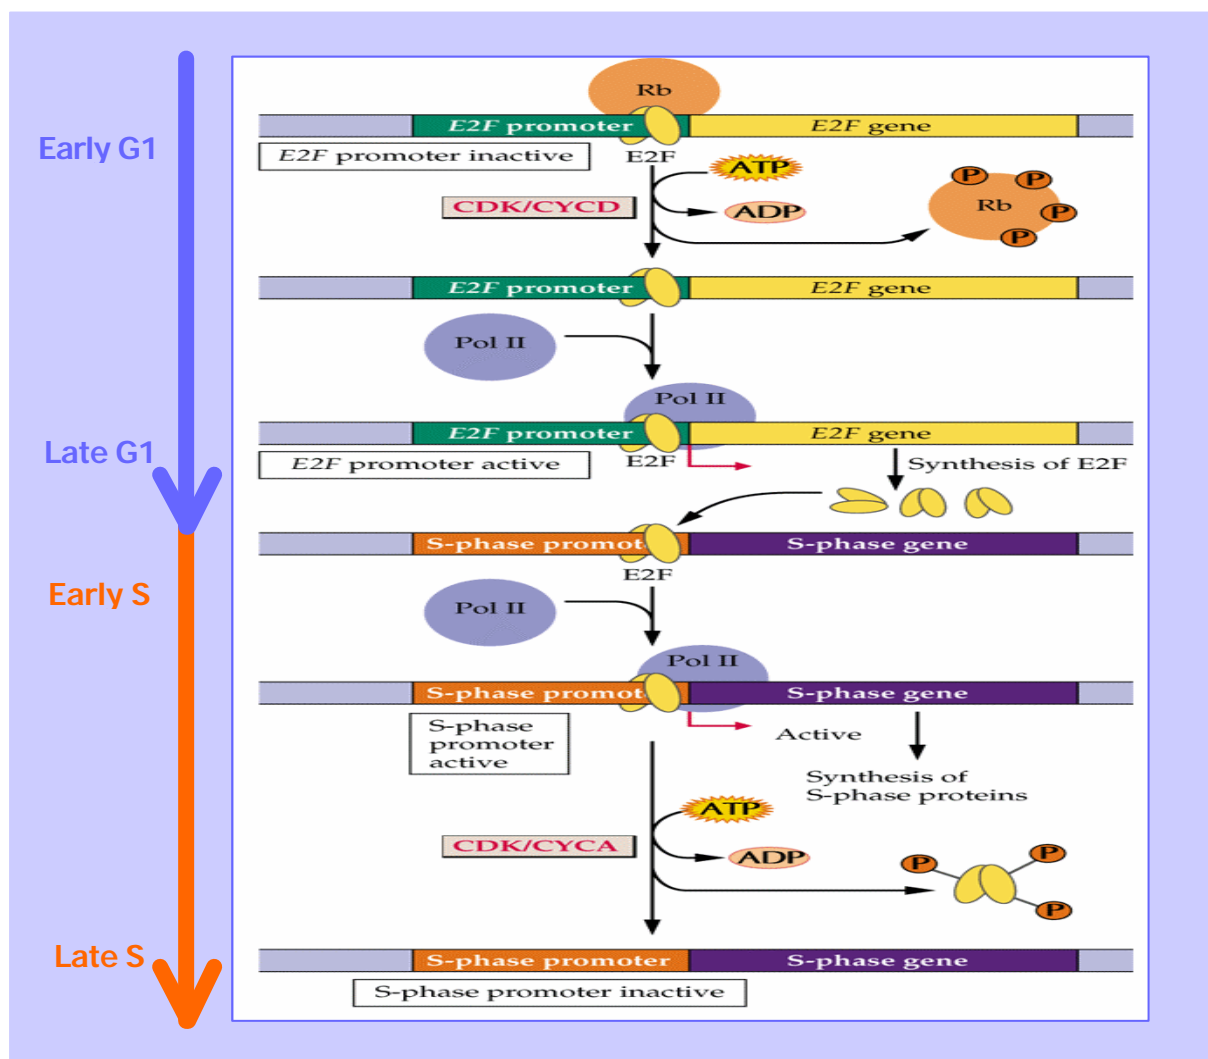 Rb
E2F promoter
E2F gene
Early G1
E2F promoter inactive
E2F
ATP
CDK/CYCD
ADP
P
P
Rb
P
P
E2F promoter
E2F gene
Pol II
Pol II
E2F promoter
E2F gene
Late G1
E2F promoter active
E2F
Synthesis of E2F
S-phase promot
S-phase gene
E2F
Early S
Pol II
Pol II
S-phase promot
S-phase gene
S-phase
promoter
active
Active
Synthesis of
S-phase proteins
ATP
CDK/CYCA
ADP
P
P
P
Late S
S-phase promoter
S-phase gene
S-phase promoter inactive